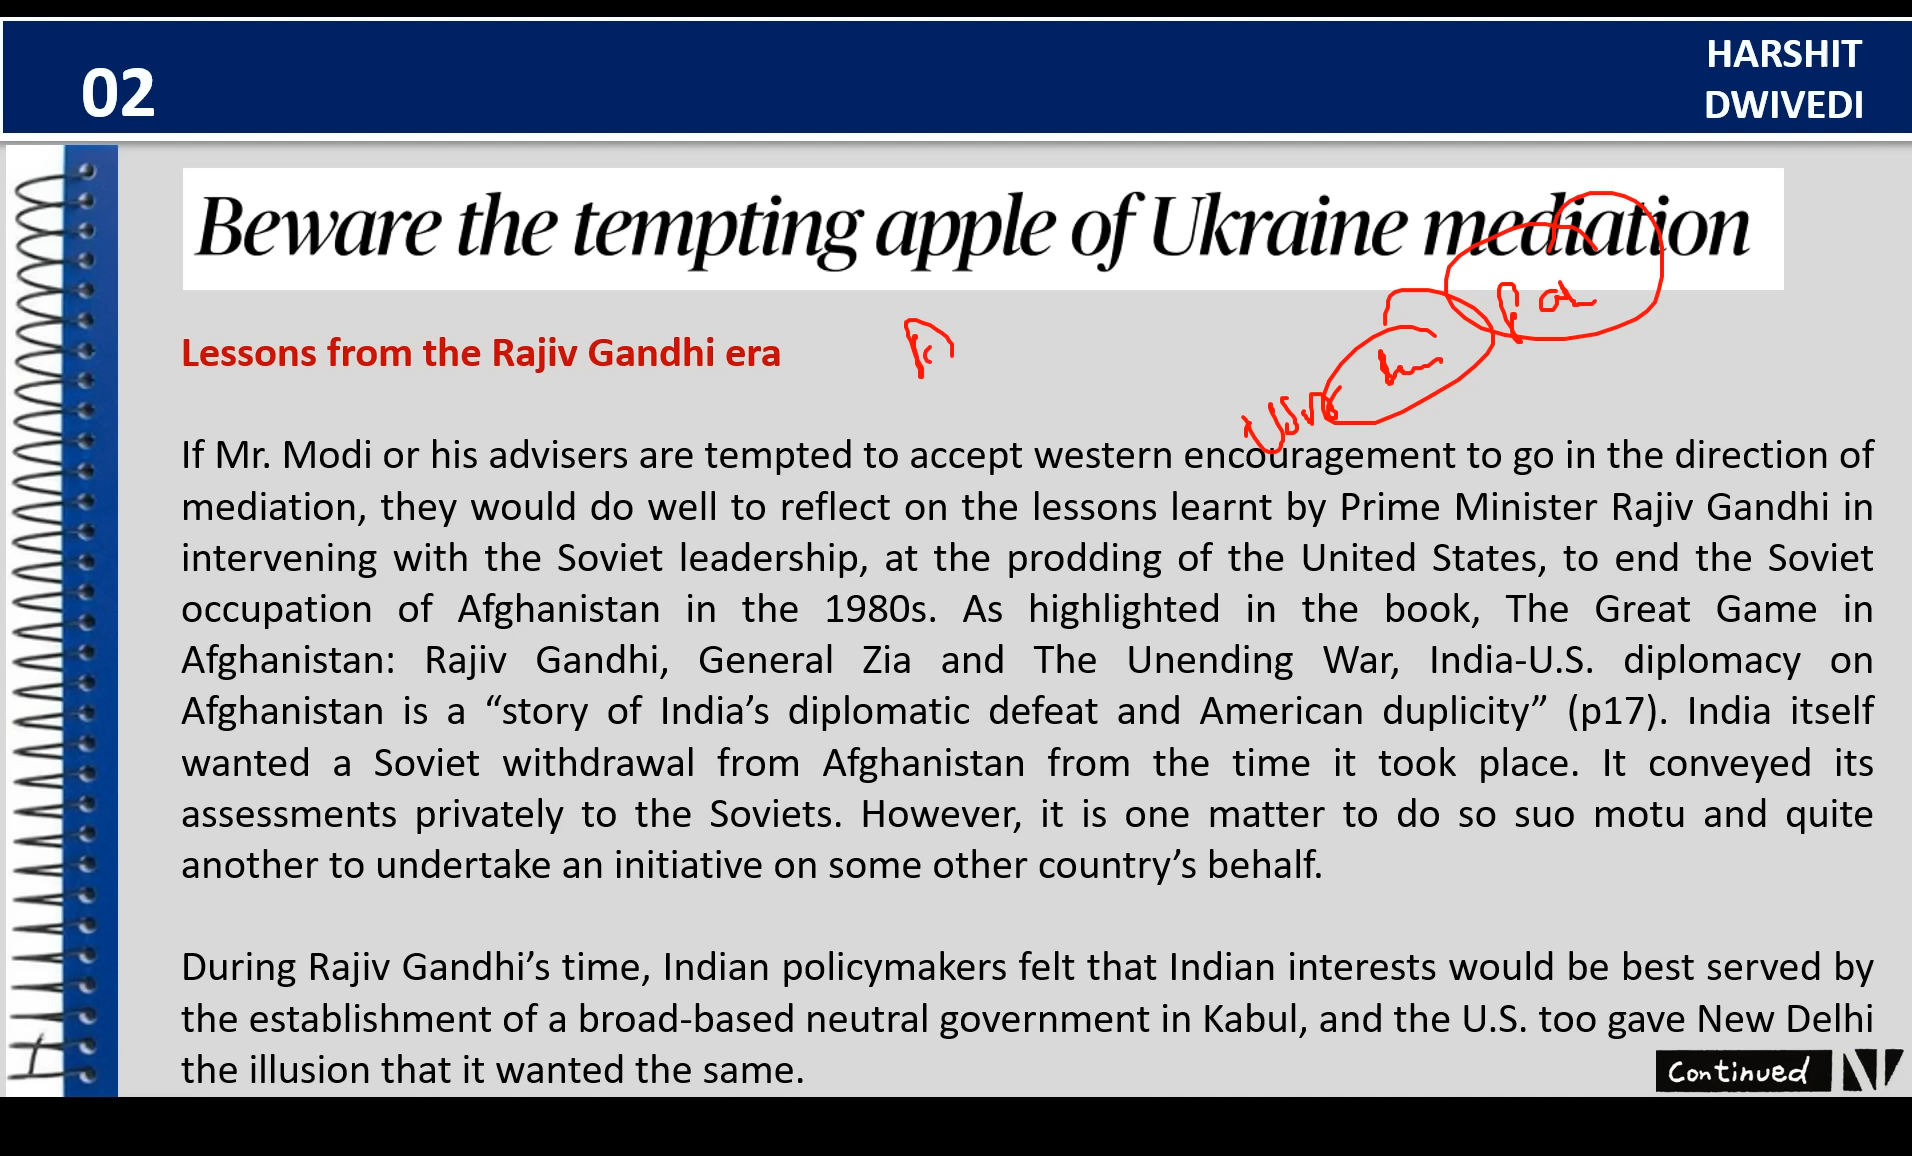 02
HARSHIT
DWIVEDI
Beware the tempting apple of Ukraine mediation
Lessons from the Rajiv Gandhi era
If Mr. Modi or his advisers are tempted to accept western encouragement to go in the direction of
mediation, they would do well to reflect on the lessons learnt by Prime Minister Rajiv Gandhi in
intervening with the Soviet leadership, at the prodding of the United States, to end the Soviet
occupation of Afghanistan in the 1980s. As highlighted in the book, The Great Game in
Afghanistan: Rajiv Gandhi, General Zia and The Unending War, India-U.S. diplomacy on
Afghanistan is a “story of India’s diplomatic defeat and American duplicity” (p17). India itself
wanted a Soviet withdrawal from Afghanistan from the time it took place. It conveyed its
assessments privately to the Soviets. However, it is one matter to do so suo motu and quite
another to undertake an initiative on some other country’s behalf.
During Rajiv Gandhi’s time, Indian policymakers felt that Indian interests would be best served by
the establishment of a broad-based neutral government in Kabul, and the U.S. too gave New Delhi
the illusion that it wanted the same.
Continued